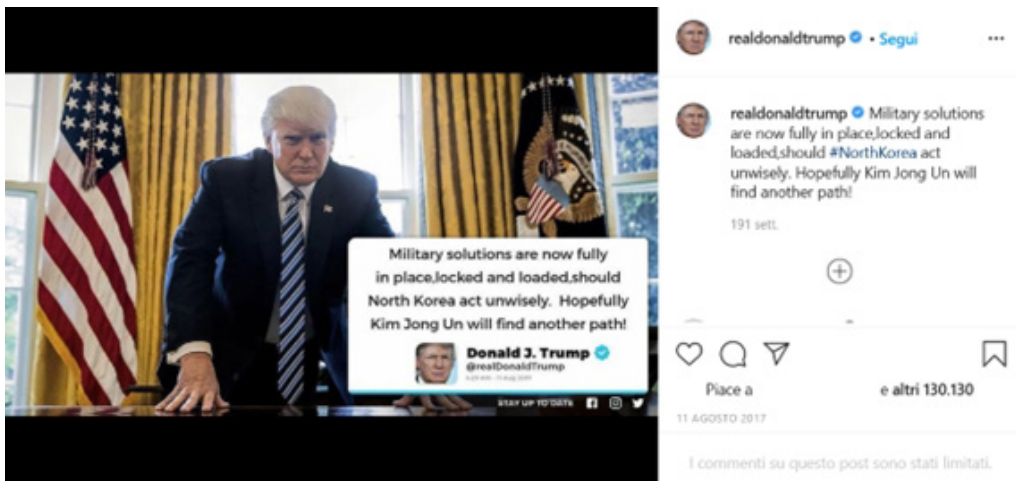 realdonaldtrump • Segui
realdonaldtrump Military solutions
are now fully in place,locked and
loaded,should #NorthKorea act
unwisely. Hopefully Kim Jong Un will
find another path!
191 sett.
Military solutions are now fully
in place,locked and loaded,should
North Korea act unwisely. Hopefully
Kim Jong Un will find another path!
Donald J. Trump
@realDonaldTrump
STAY UP TO DATE
Piace a e altri 130.130
11 AGOSTO 2017
I commenti su questo post sono stati limitati.